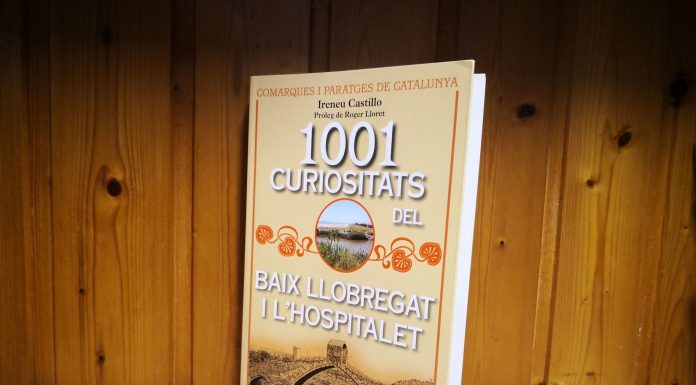 COMARQUES I PARATGES DE CATALUNYA
Ireneu Castillo
Pròleg de Roger Lloret
1001
CURIOSITATS
DEL
BAIX LLOBREGAT
I L'HOSPITALET